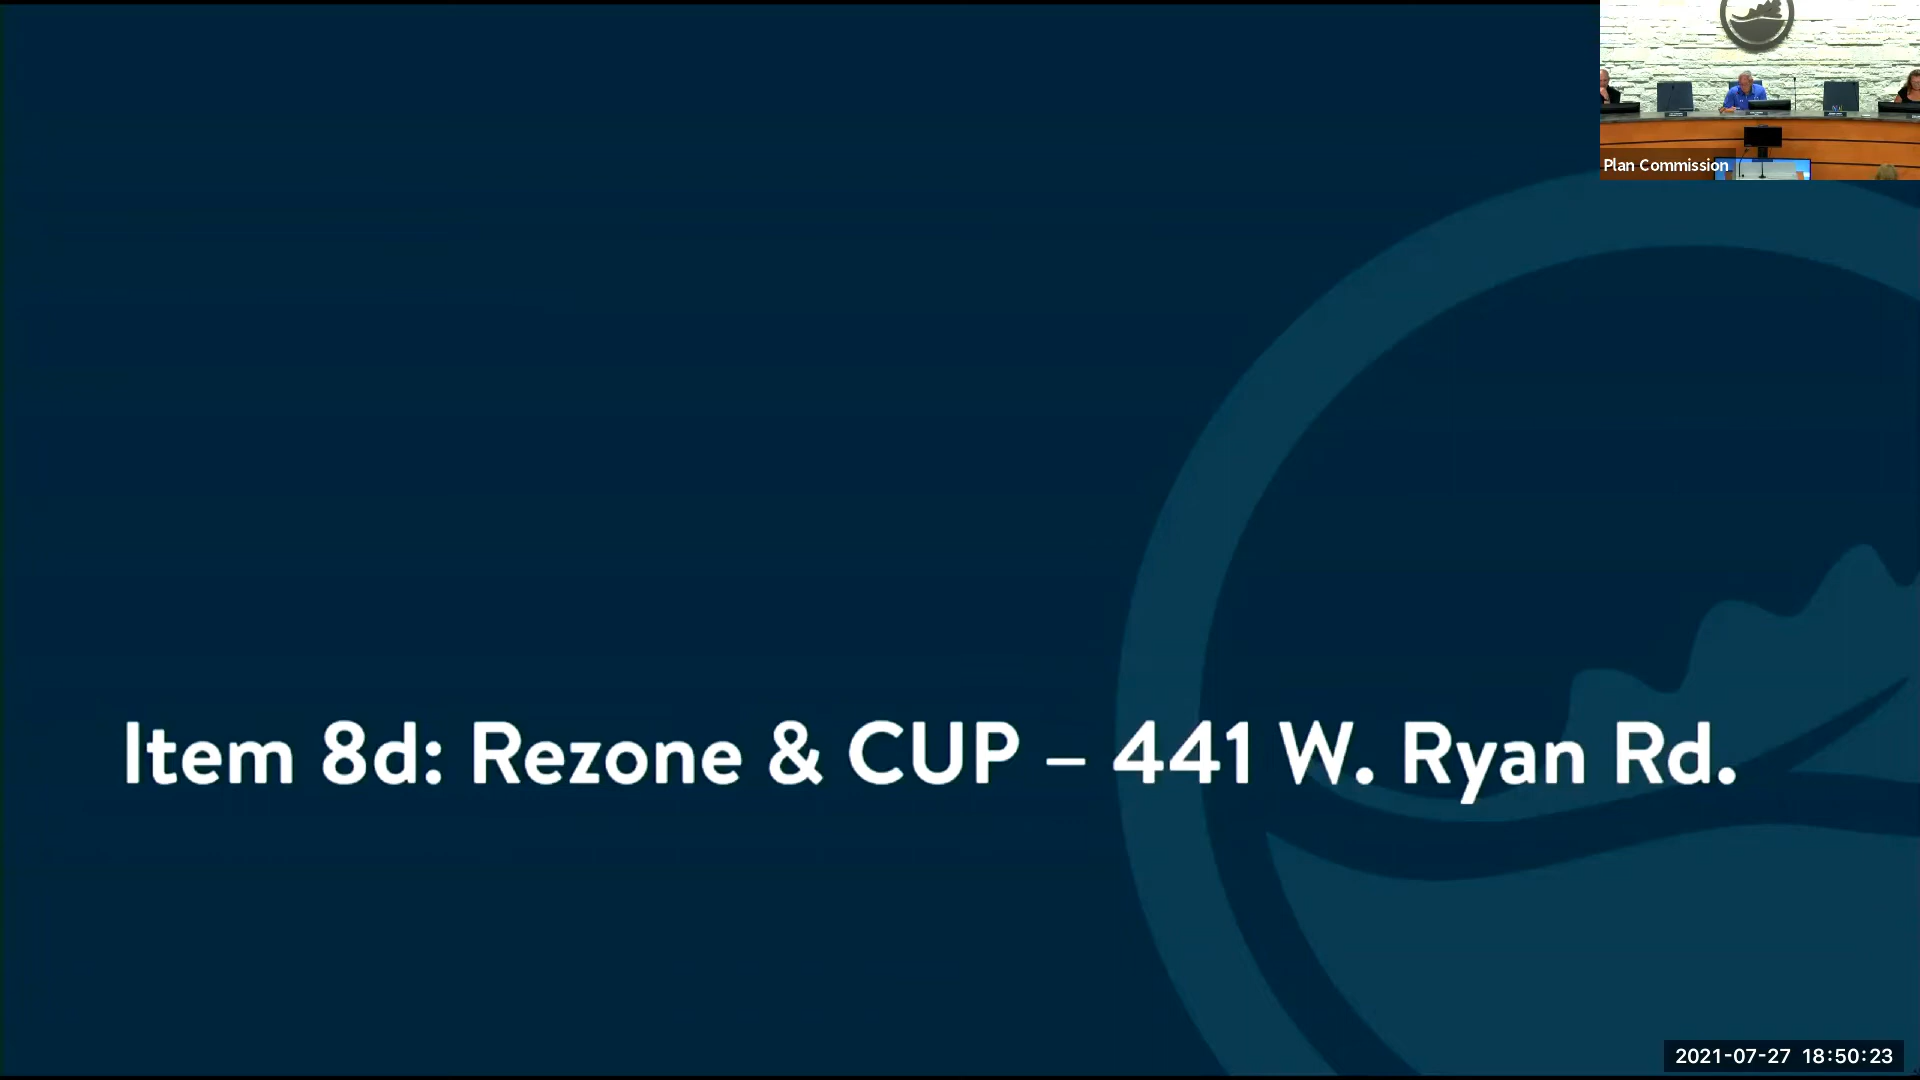 Plan Commission
Item 8d: Rezone & CUP – 441 W. Ryan Rd.
2021-07-27 18:50:23